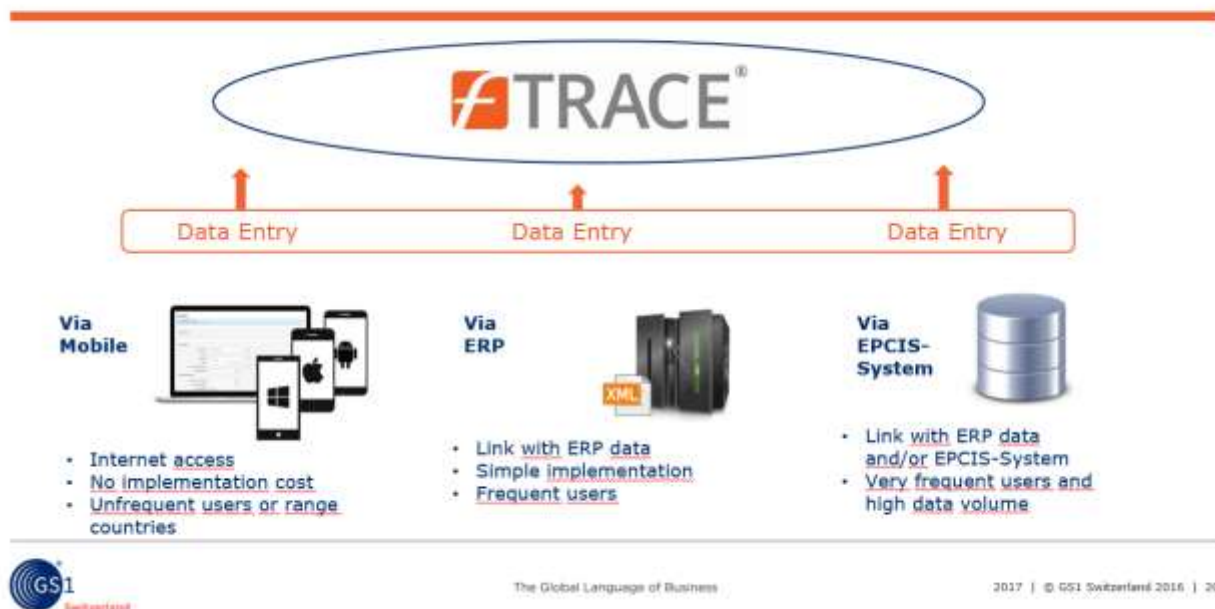 fTRACE®
Data Entry
Data Entry
Data Entry
Via
Mobile
Via
ERP
XML
Via
EPCIS-
System
• Internet access
• No implementation cost
• Unfrequent users or range
countries
• Link with ERP data
• Simple implementation
• Frequent users
• Link with ERP data
and/or EPCIS-System
• Very frequent users and
high data volume
GS1
Switzerland
The Global Language of Business
2017 | © GS1 Switzerland 2016 |